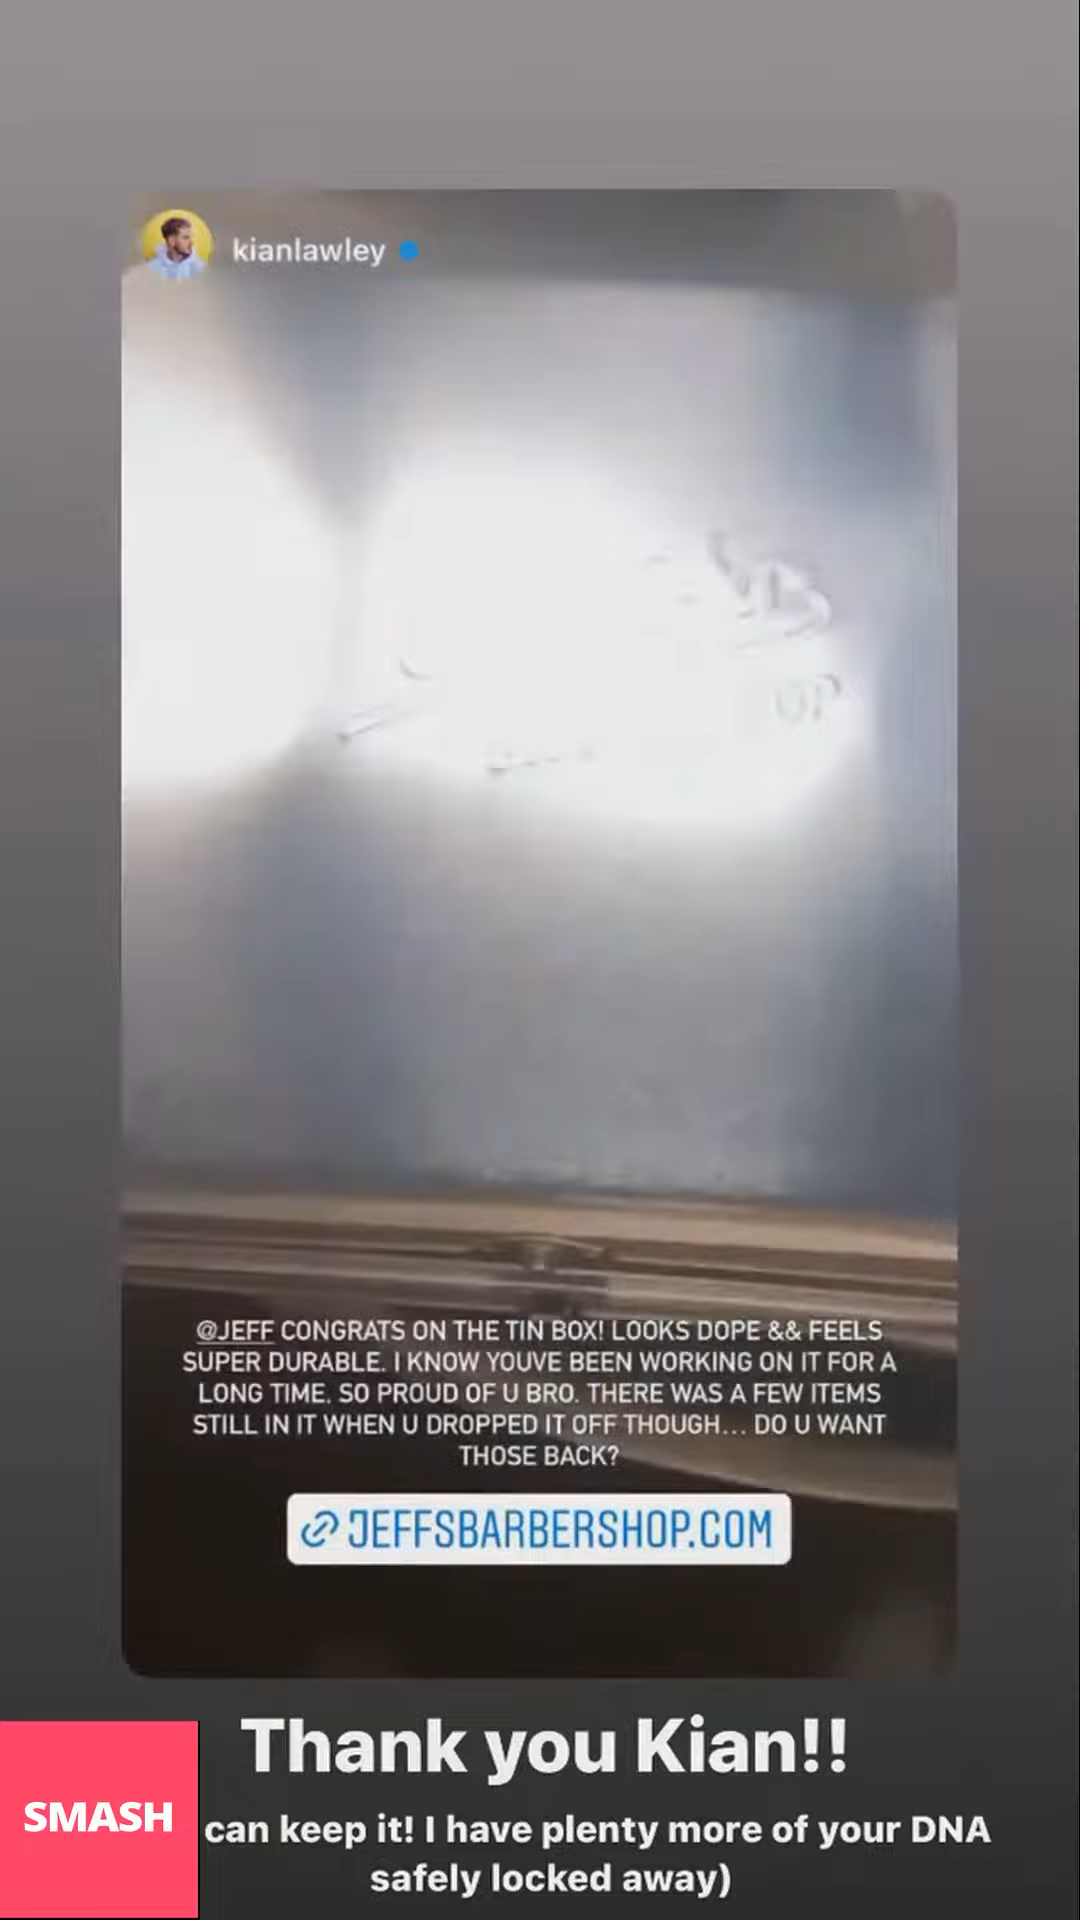 kianlawley
OP
@JEFF CONGRATS ON THE TIN BOX! LOOKS DOPE && FEELS
SUPER DURABLE. I KNOW YOUVE BEEN WORKING ON IT FOR A
LONG TIME. SO PROUD OF U BRO. THERE WAS A FEW ITEMS
STILL IN IT WHEN U DROPPED IT OFF THOUGH... DO U WANT
THOSE BACK?
JEFFSBARBERSHOP.COM
Thank you Kian!!
SMASH
can keep it! I have plenty more of your DNA
safely locked away)